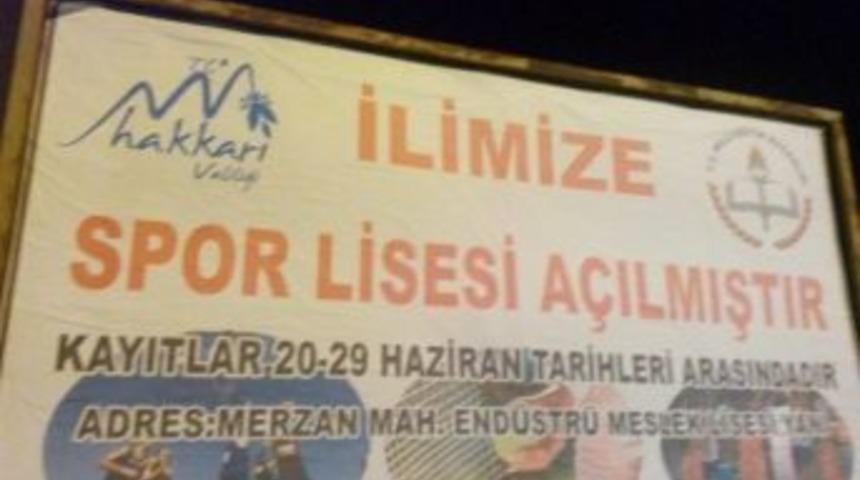 T.C.
hakkari
Valiliği
İLİMİZE
SPOR LİSESİ AÇILMIŞTIR
KAYITLAR,20-29 HAZİRAN TARİHLERİ ARASINDADIR
ADRES:MERZAN MAH. ENDÜSTRÜ MESLEK LİSESİ YANI